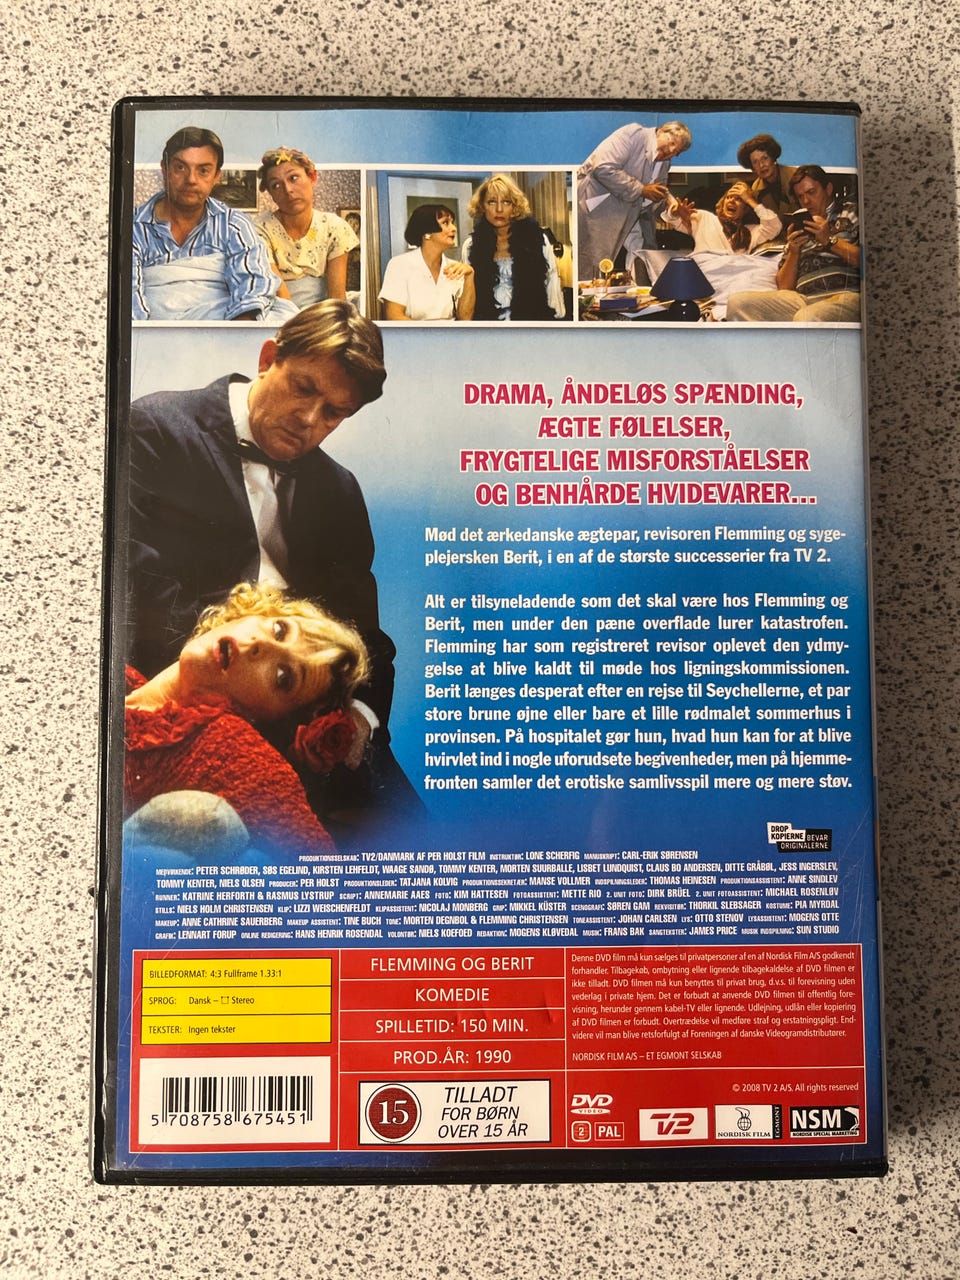 DRAMA, ÅNDELØS SPÆNDING,
ÆGTE FØLELSER,
FRYGTELIGE MISFORSTÅELSER
OG BENHÅRDE HVIDEVARER...
Mød det ærkedanske ægtepar, revisoren Flemming og syge-
plejersken Berit, i en af de største successerier fra TV 2.
Alt er tilsyneladende som det skal være hos Flemming og
Berit, men under den pæne overflade lurer katastrofen.
Flemming har som registreret revisor oplevet den ydmy-
gelse at blive kaldt til møde hos ligningskommissionen.
Berit længes desperat efter en rejse til Seychellerne, et par
store brune øjne eller bare et lille rødmalet sommerhus i
provinsen. På hospitalet gør hun, hvad hun kan for at blive
hvirvlet ind i nogle uforudsete begivenheder, men på hjemme-
fronten samler det erotiske samlivsspil mere og mere støv.
DROP
KOPIERNE BEVAR
ORIGINALERNE
PRODUKTIONSSELSKAB: TV2/DANMARK AF PER HOLST FILM INSTRUKTØR: LONE SCHERFIG MANUSKRIPT: CARL-ERIK SØRENSEN
MEDVIRKENDE: PETER SCHRØDER, SØS EGELIND, KIRSTEN LEHFELDT, WAAGE SANDØ, TOMMY KENTER, MORTEN SUURBALLE, LISBET LUNDQUIST, CLAUS BO ANDERSEN, DITTE GRÅBØL, JESS INGERSLEV,
TOMMY KENTER, NIELS OLSEN PRODUCER: PER HOLST PRODUKTIONSLEDER: TATJANA KOLVIG PRODUKTIONSSEKRETÆR: MANSE VOLLMER INDSPILNINGSLEDER: THOMAS HEINESEN PRODUKTIONSASSISTENT: ANNE SINDLEV
RUNNER: KATRINE HERFORTH & RASMUS LYSTRUP SCRIPT: ANNEMARIE AAES FOTO: KIM HATTESEN FOTOASSISTENT: METTE RIO 2. UNIT FOTO: DIRK BRÜEL 2. UNIT FOTOASSISTENT: MICHAEL ROSENLØV
STILLS: NIELS HOLM CHRISTENSEN KLIP: LIZZI WEISCHENFELDT KLIPASSISTENT: NICOLAJ MONBERG GRIP: MIKKEL KÜSTER SCENOGRAF: SØREN GAM REKVISITØR: THORKIL SLEBSAGER KOSTUME: PIA MYRDAL
MAKEUP: ANNE CATHRINE SAUERBERG MAKEUP ASSISTENT: TINE BUCH TONE: MORTEN DEGNBOL & FLEMMING CHRISTENSEN TONEASSISTENT: JOHAN CARLSEN LYS: OTTO STENOV LYSASSISTENT: MOGENS OTTE
GRAFIK: LENNART FORUP ONLINE REDIGERING: HANS HENRIK ROSENDAL VOLONTØR: NIELS KOEFOED REDAKTION: MOGENS KLØVEDAL MUSIK: FRANS BAK SANGTEKSTER: JAMES PRICE MUSIK INDSPILNING: SUN STUDIO
BILLEDFORMAT: 4:3 Fullframe 1.33:1
SPROG: Dansk – Stereo
TEKSTER: Ingen tekster
5 708758 675451
FLEMMING OG BERIT
KOMEDIE
SPILLETID: 150 MIN.
PROD.ÅR: 1990
15
TILLADT
FOR BØRN
OVER 15 ÅR
Denne DVD film må kun sælges til privatpersoner af en af Nordisk Film A/S godkendt
forhandler. Tilbagekøb, ombytning eller lignende tilbagekaldelse af DVD filmen er
ikke tilladt. DVD filmen må kun benyttes til privat brug, d.v.s. til forevisning uden
vederlag i private hjem. Det er forbudt at anvende DVD filmen til offentlig fore-
visning, herunder gennem kabel-TV eller lignende. Udlejning, udlån eller kopiering
af DVD filmen er forbudt. Overtrædelse vil medføre straf og erstatningspligt. End-
videre vil man blive retsforfulgt af Foreningen af danske Videogramdistributører.
NORDISK FILM A/S – ET EGMONT SELSKAB
© 2008 TV 2 A/S. All rights reserved
DVD
VIDEO
2 PAL
TV2
NORDISK FILM
EGMONT
NSM
NORDISK SPECIAL MARKETING